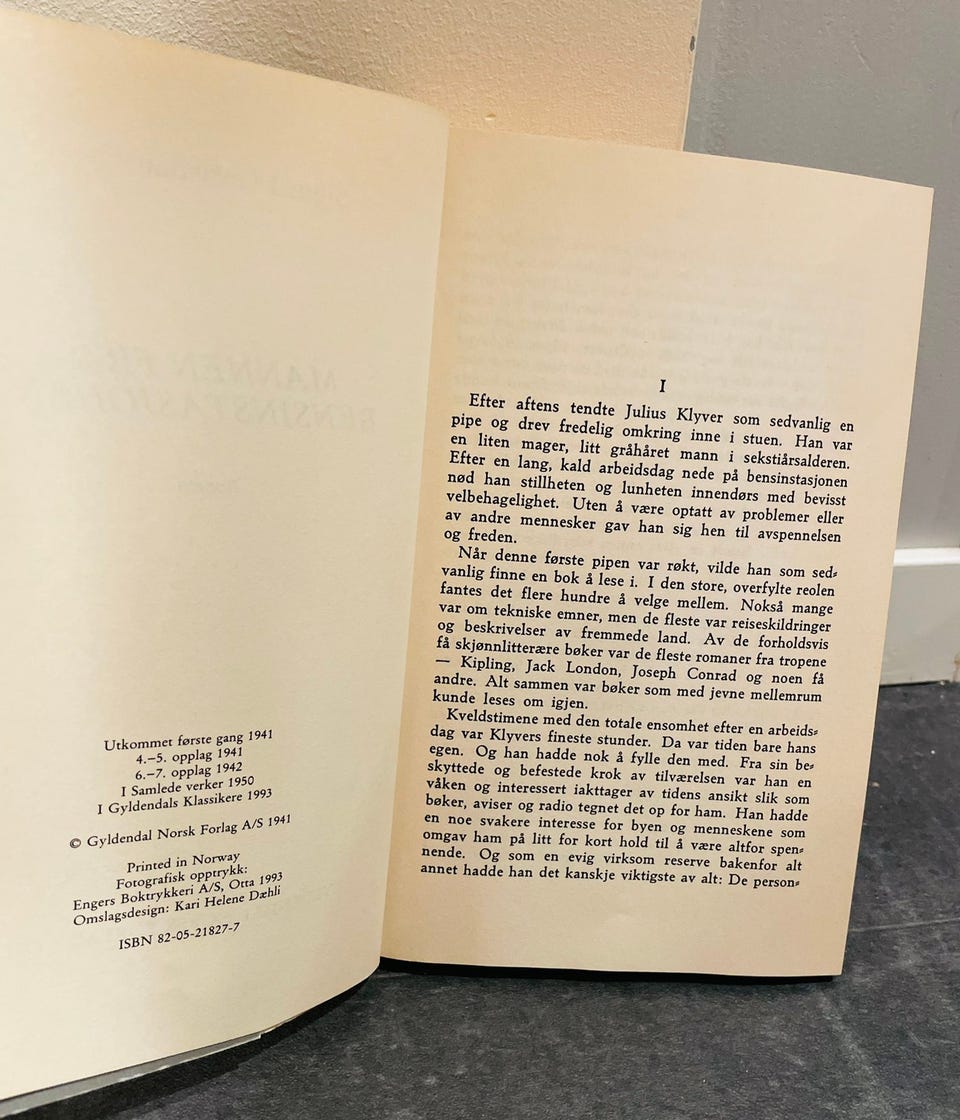 Utkommet første gang 1941
4.–5. opplag 1941
6.–7. opplag 1942
I Samlede verker 1950
I Gyldendals Klassikere 1993
© Gyldendal Norsk Forlag A/S 1941
Printed in Norway
Fotografisk opptrykk:
Engers Boktrykkeri A/S, Otta 1993
Omslagsdesign: Kari Helene Dæhli
ISBN 82-05-21827-7
I
Efter aftens tendte Julius Klyver som sedvanlig en
pipe og drev fredelig omkring inne i stuen. Han var
en liten mager, litt gråhåret mann i sekstiårsalderen.
Efter en lang, kald arbeidsdag nede på bensinstasjonen
nød han stillheten og lunheten innendørs med bevisst
velbehagelighet. Uten å være optatt av problemer eller
av andre mennesker gav han sig hen til avspennelsen
og freden.
Når denne første pipen var røkt, vilde han som sed-
vanlig finne en bok å lese i. I den store, overfylte reolen
fantes det flere hundre å velge mellem. Nokså mange
var om tekniske emner, men de fleste var reiseskildringer
og beskrivelser av fremmede land. Av de forholdsvis
få skjønnlitterære bøker var de fleste romaner fra tropene
— Kipling, Jack London, Joseph Conrad og noen få
andre. Alt sammen var bøker som med jevne mellemrum
kunde leses om igjen.
Kveldstimene med den totale ensomhet efter en arbeids-
dag var Klyvers fineste stunder. Da var tiden bare hans
egen. Og han hadde nok å fylle den med. Fra sin be-
skyttede og befestede krok av tilværelsen var han en
våken og interessert iakttager av tidens ansikt slik som
bøker, aviser og radio tegnet det op for ham. Han hadde
en noe svakere interesse for byen og menneskene som
omgav ham på litt for kort hold til å være altfor spen-
nende. Og som en evig virksom reserve bakenfor alt
annet hadde han det kanskje viktigste av alt: De person-